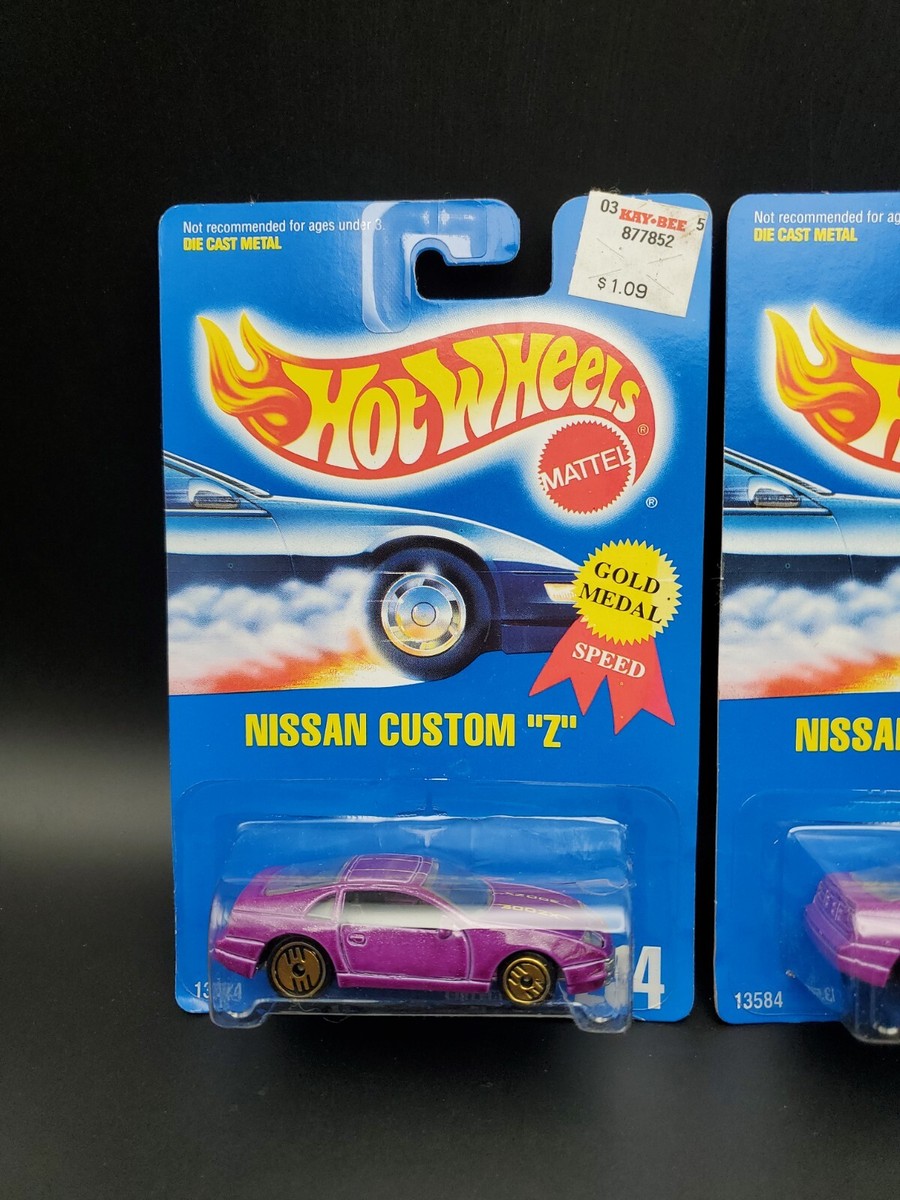 Not recommended for ages under 3.
DIE CAST METAL
03 KAY•BEE 5
877852
$1.09
HOT WHEELS®
MATTEL
®
GOLD
MEDAL
SPEED
NISSAN CUSTOM "Z"
300ZX
Not recommended for ag
DIE CAST METAL
H
NISSA
13584